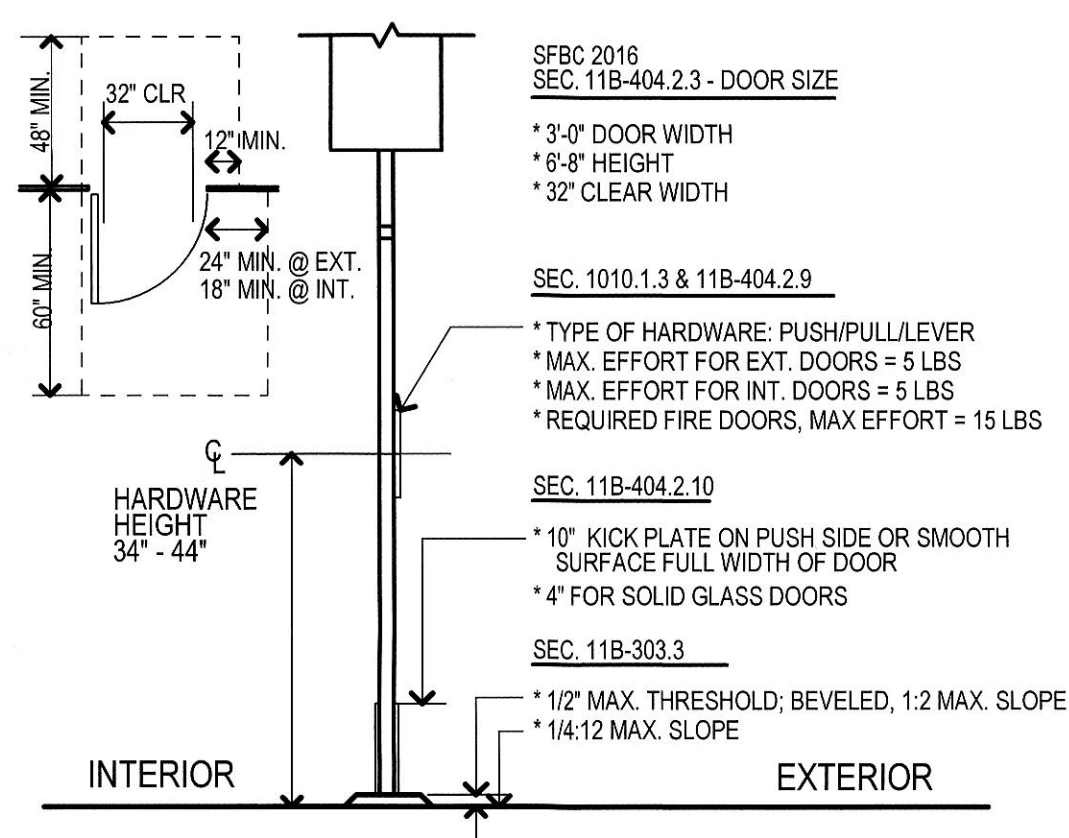 48" MIN.
32" CLR
12" MIN.
60" MIN.
24" MIN. @ EXT.
18" MIN. @ INT.
SFBC 2016
SEC. 11B-404.2.3 - DOOR SIZE
* 3'-0" DOOR WIDTH
* 6'-8" HEIGHT
* 32" CLEAR WIDTH
SEC. 1010.1.3 & 11B-404.2.9
* TYPE OF HARDWARE: PUSH/PULL/LEVER
* MAX. EFFORT FOR EXT. DOORS = 5 LBS
* MAX. EFFORT FOR INT. DOORS = 5 LBS
* REQUIRED FIRE DOORS, MAX EFFORT = 15 LBS
℄
HARDWARE
HEIGHT
34" - 44"
SEC. 11B-404.2.10
* 10" KICK PLATE ON PUSH SIDE OR SMOOTH
SURFACE FULL WIDTH OF DOOR
* 4" FOR SOLID GLASS DOORS
SEC. 11B-303.3
* 1/2" MAX. THRESHOLD; BEVELED, 1:2 MAX. SLOPE
* 1/4:12 MAX. SLOPE
INTERIOR
EXTERIOR